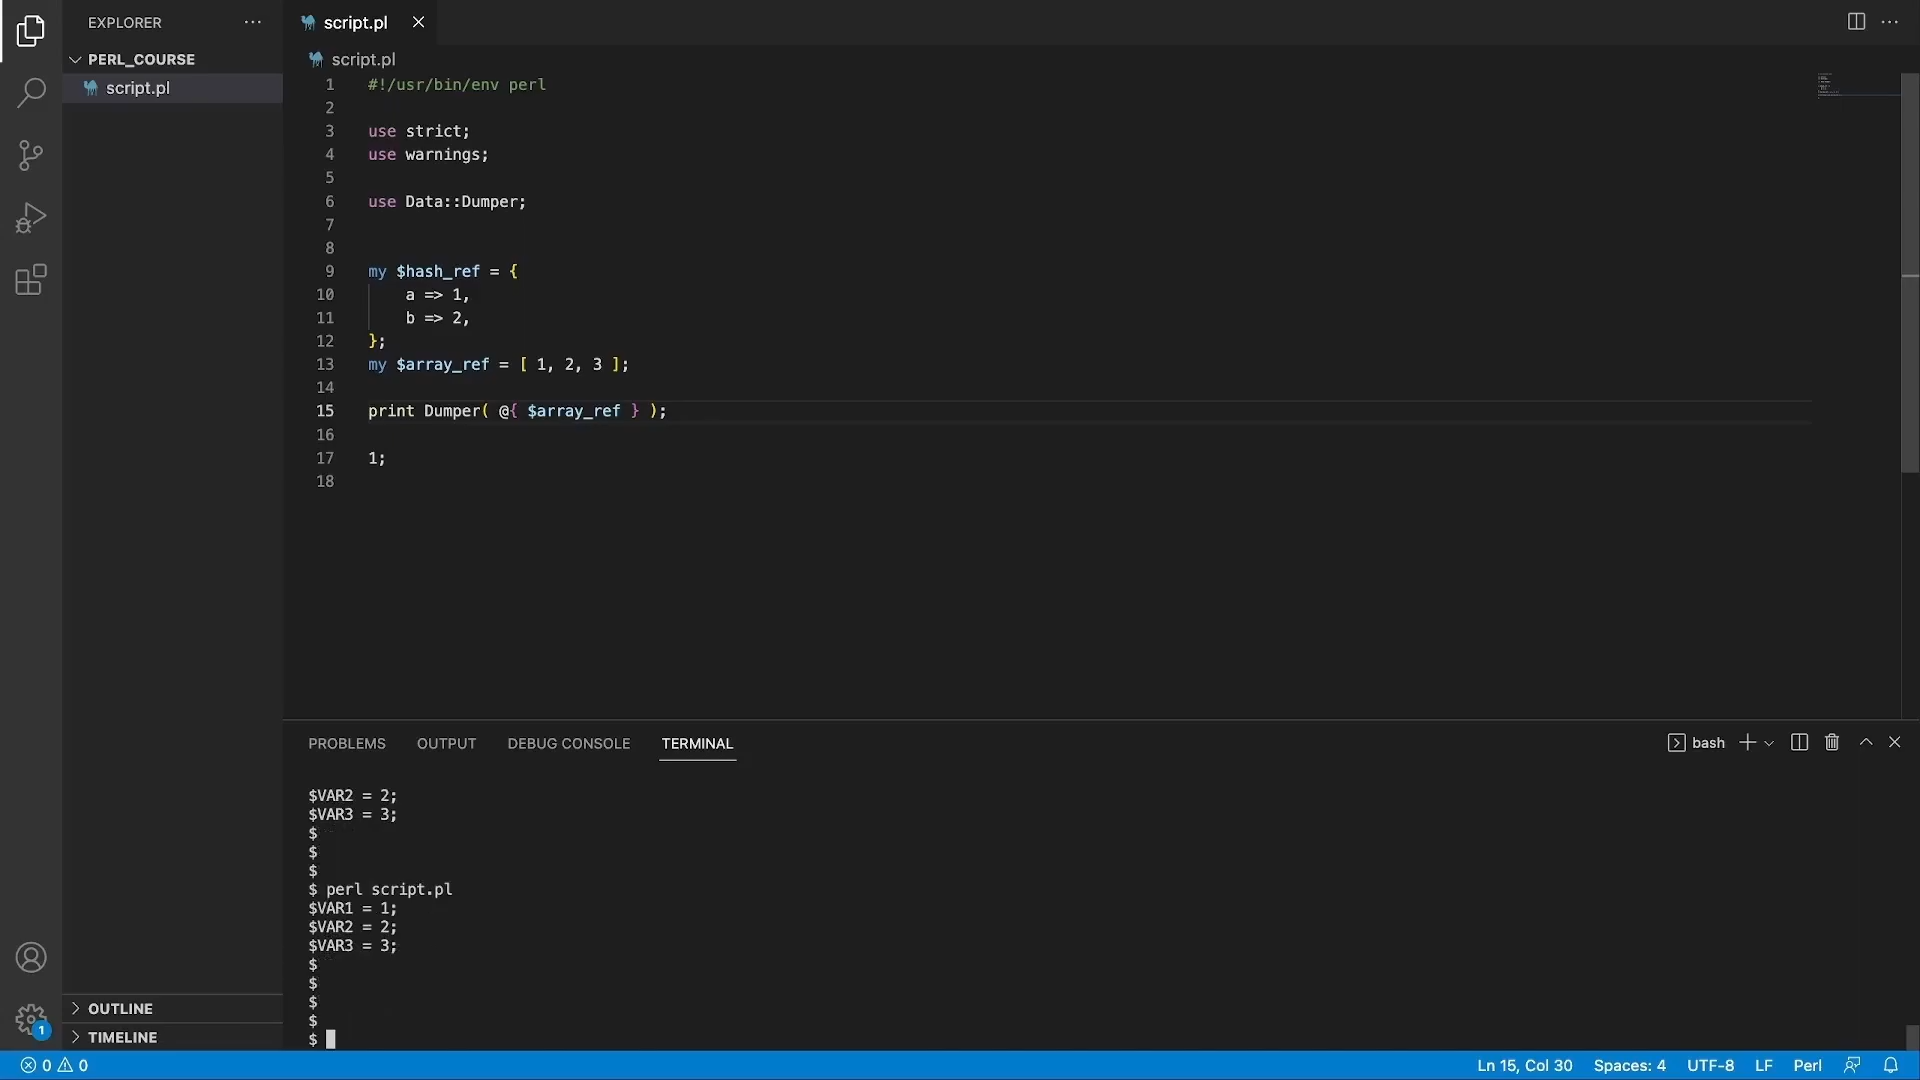 EXPLORER
script.pl
PERL_COURSE
script.pl
script.pl
1 #!/usr/bin/env perl
2
3 use strict;
4 use warnings;
5
6 use Data::Dumper;
7
8
9 my $hash_ref = {
10 a => 1,
11 b => 2,
12 };
13 my $array_ref = [ 1, 2, 3 ];
14
15 print Dumper( @{ $array_ref } );
16
17 1;
18
PROBLEMS OUTPUT DEBUG CONSOLE TERMINAL
bash
$VAR2 = 2;
$VAR3 = 3;
$
$
$
$ perl script.pl
$VAR1 = 1;
$VAR2 = 2;
$VAR3 = 3;
$
$
$
$
$
OUTLINE
1
TIMELINE
0 0
Ln 15, Col 30 Spaces: 4 UTF-8 LF Perl